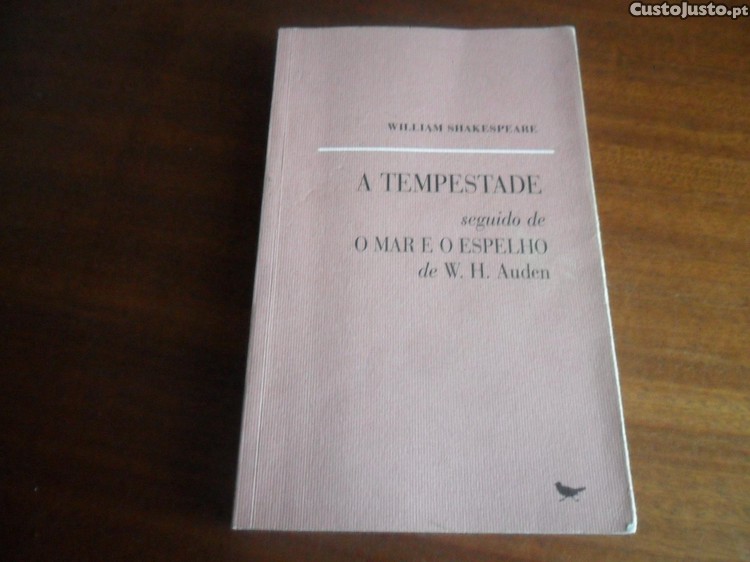 CustoJusto.pt
WILLIAM SHAKESPEARE
A TEMPESTADE
seguido de
O MAR E O ESPELHO
de W. H. Auden